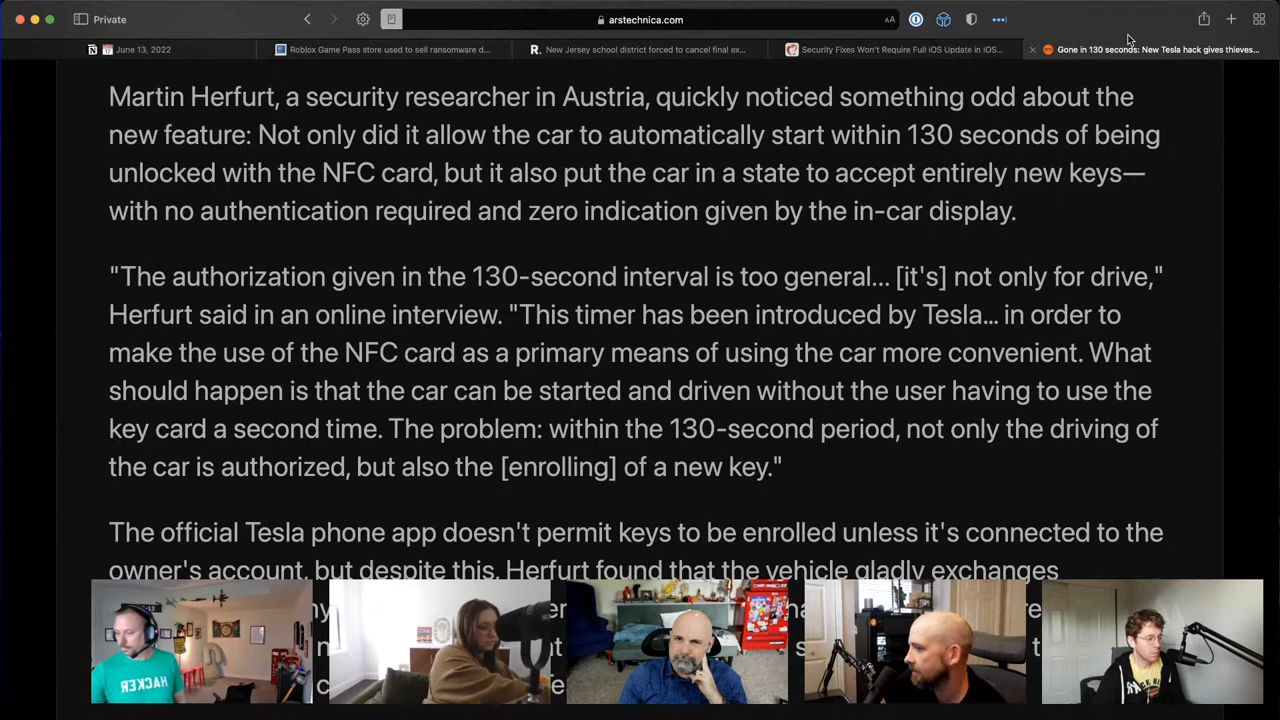 Private
arstechnica.com
AA
June 13, 2022
Roblox Game Pass store used to sell ransomware d...
New Jersey school district forced to cancel final ex...
Security Fixes Won't Require Full iOS Update in iOS...
Gone in 130 seconds: New Tesla hack gives thieves...
Martin Herfurt, a security researcher in Austria, quickly noticed something odd about the
new feature: Not only did it allow the car to automatically start within 130 seconds of being
unlocked with the NFC card, but it also put the car in a state to accept entirely new keys—
with no authentication required and zero indication given by the in-car display.
"The authorization given in the 130-second interval is too general... [it's] not only for drive,"
Herfurt said in an online interview. "This timer has been introduced by Tesla... in order to
make the use of the NFC card as a primary means of using the car more convenient. What
should happen is that the car can be started and driven without the user having to use the
key card a second time. The problem: within the 130-second period, not only the driving of
the car is authorized, but also the [enrolling] of a new key."
The official Tesla phone app doesn't permit keys to be enrolled unless it's connected to the
owner's account, but despite this, Herfurt found that the vehicle gladly exchanges
HACKER